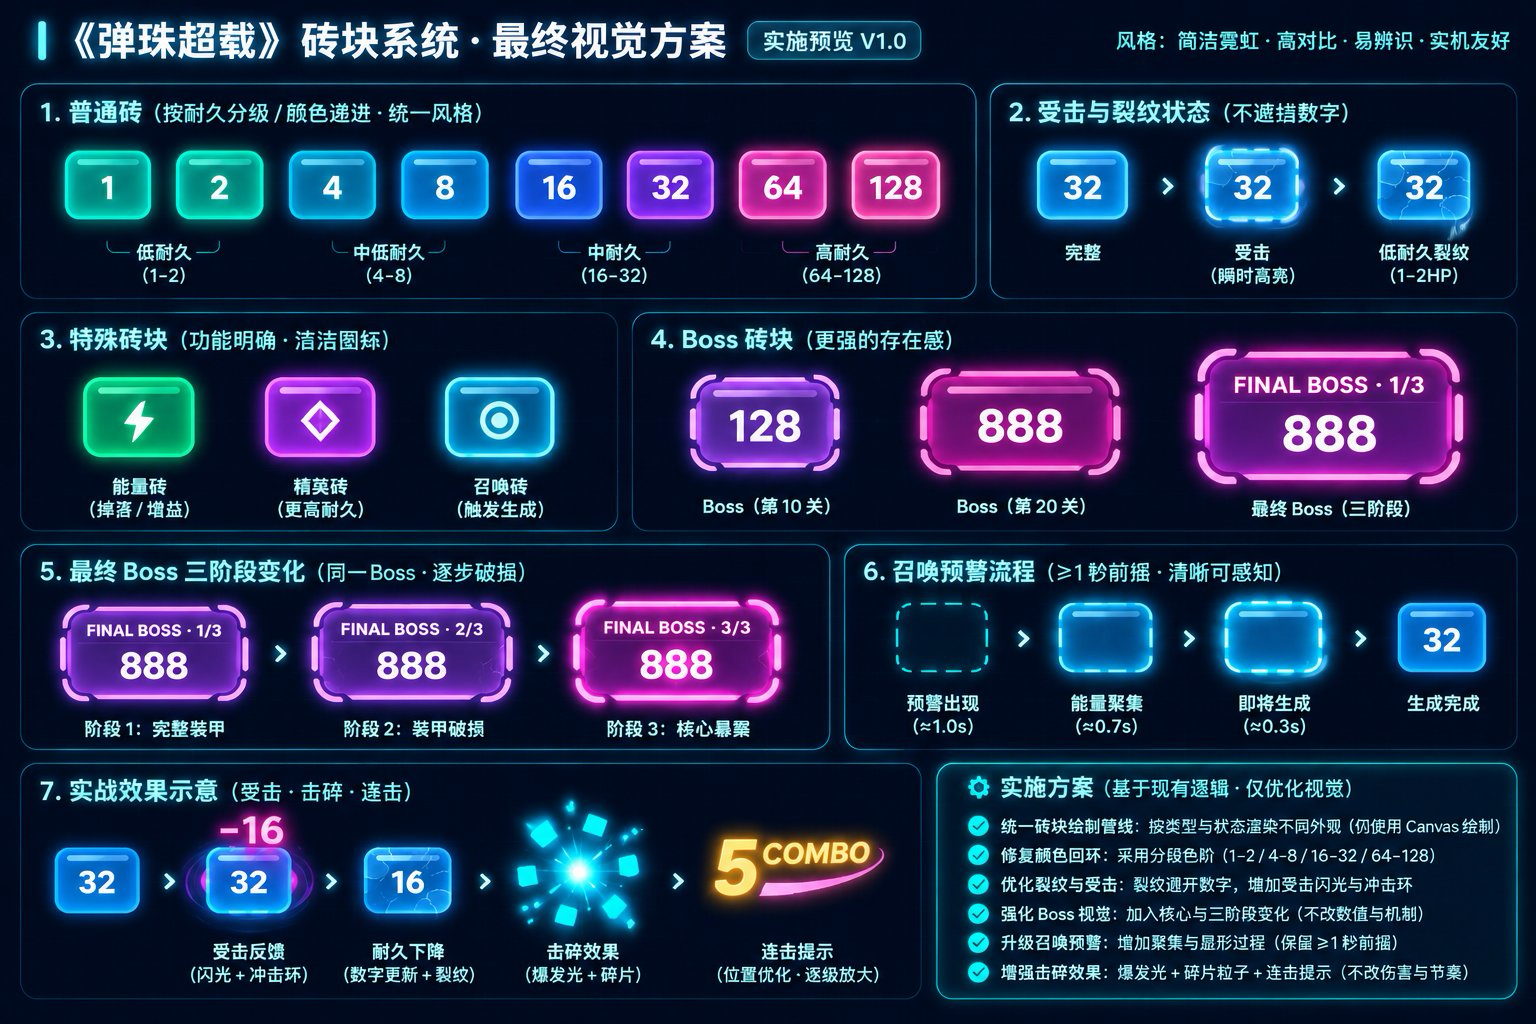 《弹珠超载》砖块系统 · 最终视觉方案
实施预览 V1.0
风格：简洁霓虹 · 高对比 · 易辨识 · 实机友好
1. 普通砖（按耐久分级 / 颜色递进 · 统一风格）
1
2
4
8
16
32
64
128
低耐久
（1-2）
中低耐久
（4-8）
中耐久
（16-32）
高耐久
（64-128）
2. 受击与裂纹状态（不遮挡数字）
32
32
32
完整
受击
（瞬时高亮）
低耐久裂纹
（1-2HP）
3. 特殊砖块（功能明确 · 洁图标）
能量砖
（掉落 / 增益）
精英砖
（更高耐久）
召唤砖
（触发生成）
4. Boss 砖块（更强的存在感）
128
888
FINAL BOSS · 1/3
888
Boss（第 10 关）
Boss（第 20 关）
最终 Boss（三阶段）
5. 最终 Boss 三阶段变化（同一Boss · 逐步破损）
FINAL BOSS · 1/3
888
FINAL BOSS · 2/3
888
FINAL BOSS · 3/3
888
阶段 1：完整装甲
阶段 2：装甲破损
阶段 3：核心
6. 召唤预警流程（≥1 秒前摇 · 清晰可感知）
32
预警出现
（≈1.0s）
能量聚集
（≈0.7s）
即将生成
（≈0.3s）
生成完成
7. 实战效果示意（受击 · 击碎 · 连击）
32
-16
32
16
5 COMBO
受击反馈
（闪光 + 冲击环）
耐久下降
（数字更新 + 裂纹）
击碎效果
（爆发光 + 碎片）
连击提示
（位置优化 · 逐级放大）
实施方案（基于现有逻辑 · 仅优化视觉）
统一砖块绘制管线：按类型与状态渲染不同外观（仍使用 Canvas 绘制）
修复颜色回环：采用分段色阶（1-2 / 4-8 / 16-32 / 64-128）
优化裂纹与受击：裂纹避开数字，增加受击闪光与冲击环
强化 Boss 视觉：加入核心与三阶段变化（不改数值与机制）
升级召唤预警：增加聚集与显形过程（保留 ≥1 秒前摇）
增强击碎效果：爆发光 + 碎片粒子 + 连击提示（不改伤害与节奏）